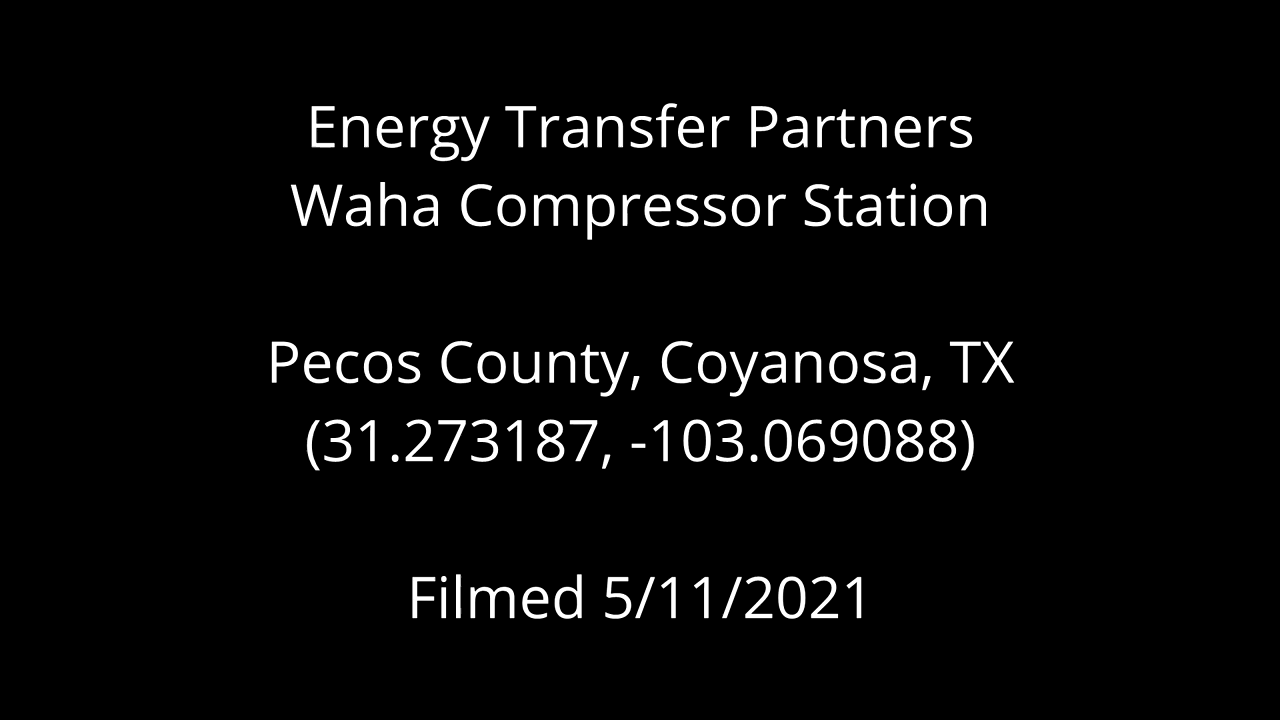 Energy Transfer Partners
Waha Compressor Station
Pecos County, Coyanosa, TX
(31.273187, -103.069088)
Filmed 5/11/2021